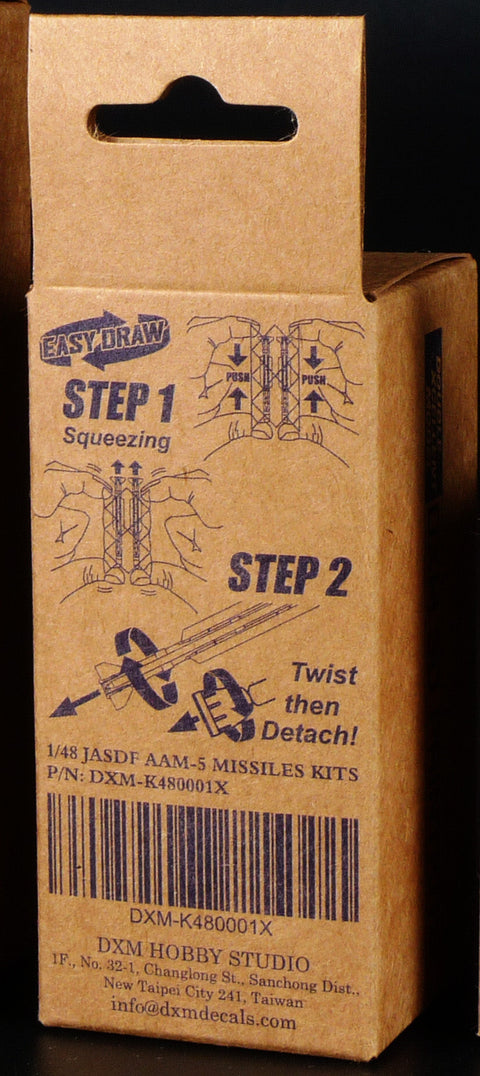 EASY DRAW
PUSH
PUSH
STEP 1
Squeezing
STEP 2
Twist
then
Detach!
1/48 JASDF AAM-5 MISSILES KITS
P/N: DXM-K480001X
DXM-K480001X
DXM HOBBY STUDIO
1F., No. 32-1, Changlong St., Sanchong Dist.,
New Taipei City 241, Taiwan
info@dxmdecals.com